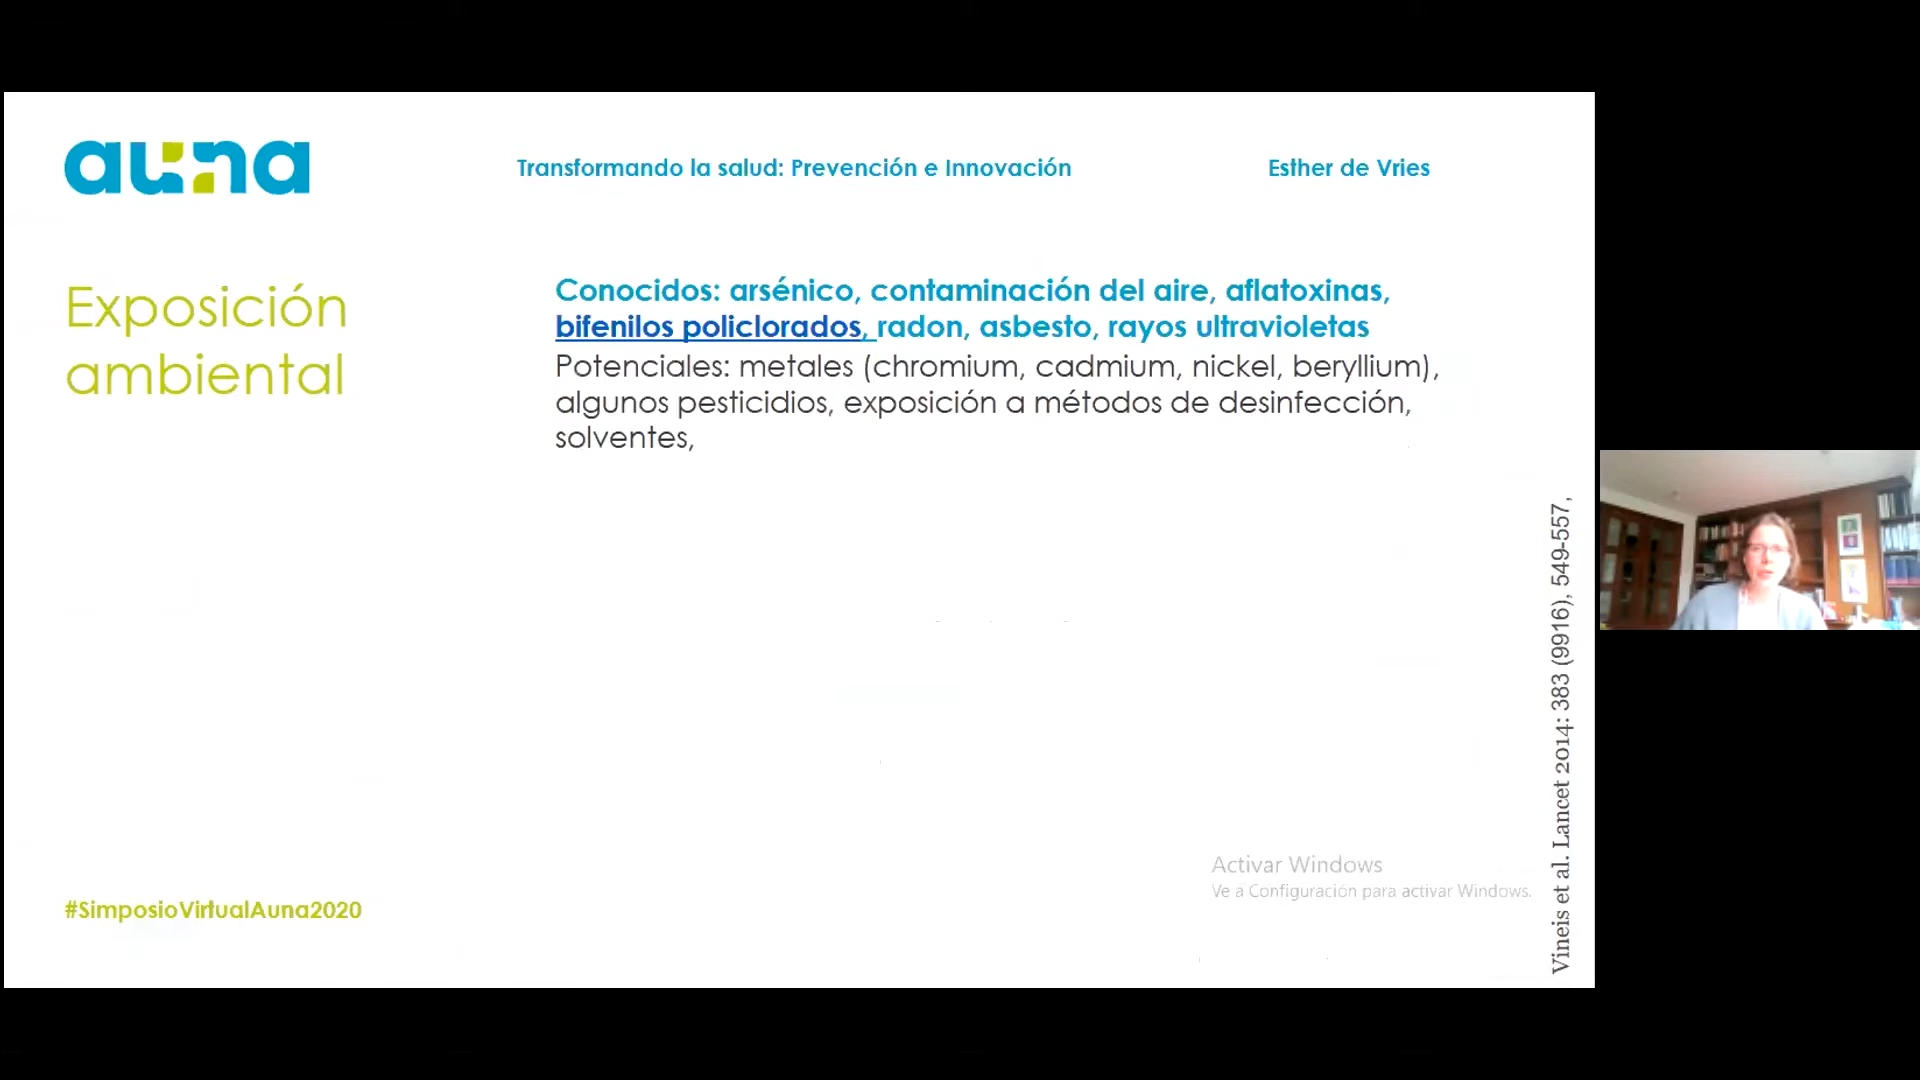 auna
Transformando la salud: Prevención e Innovación
Esther de Vries
Exposición
ambiental
Conocidos: arsénico, contaminación del aire, aflatoxinas,
bifenilos policlorados, radon, asbesto, rayos ultravioletas
Potenciales: metales (chromium, cadmium, nickel, beryllium),
algunos pesticidios, exposición a métodos de desinfección,
solventes,
Vineis et al. Lancet 2014: 383 (9916), 549-557,
Activar Windows
Ve a Configuración para activar Windows.
#SimposioVirtualAuna2020